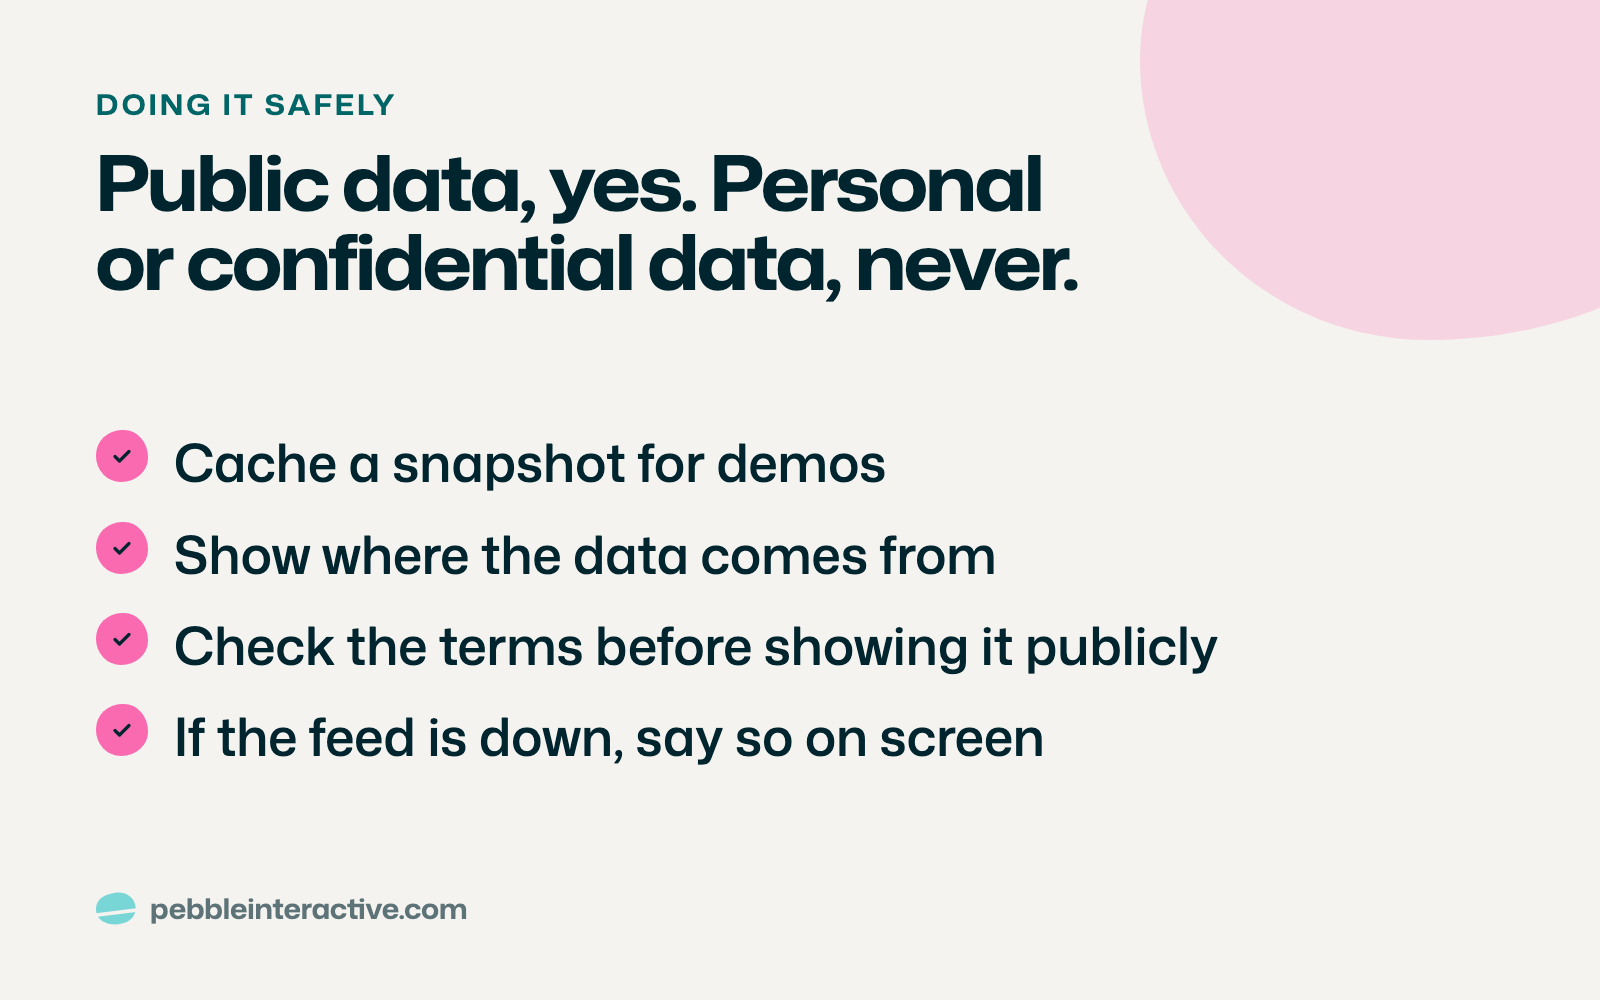 DOING IT SAFELY
Public data, yes. Personal
or confidential data, never.
Cache a snapshot for demos
Show where the data comes from
Check the terms before showing it publicly
If the feed is down, say so on screen
pebbleinteractive.com